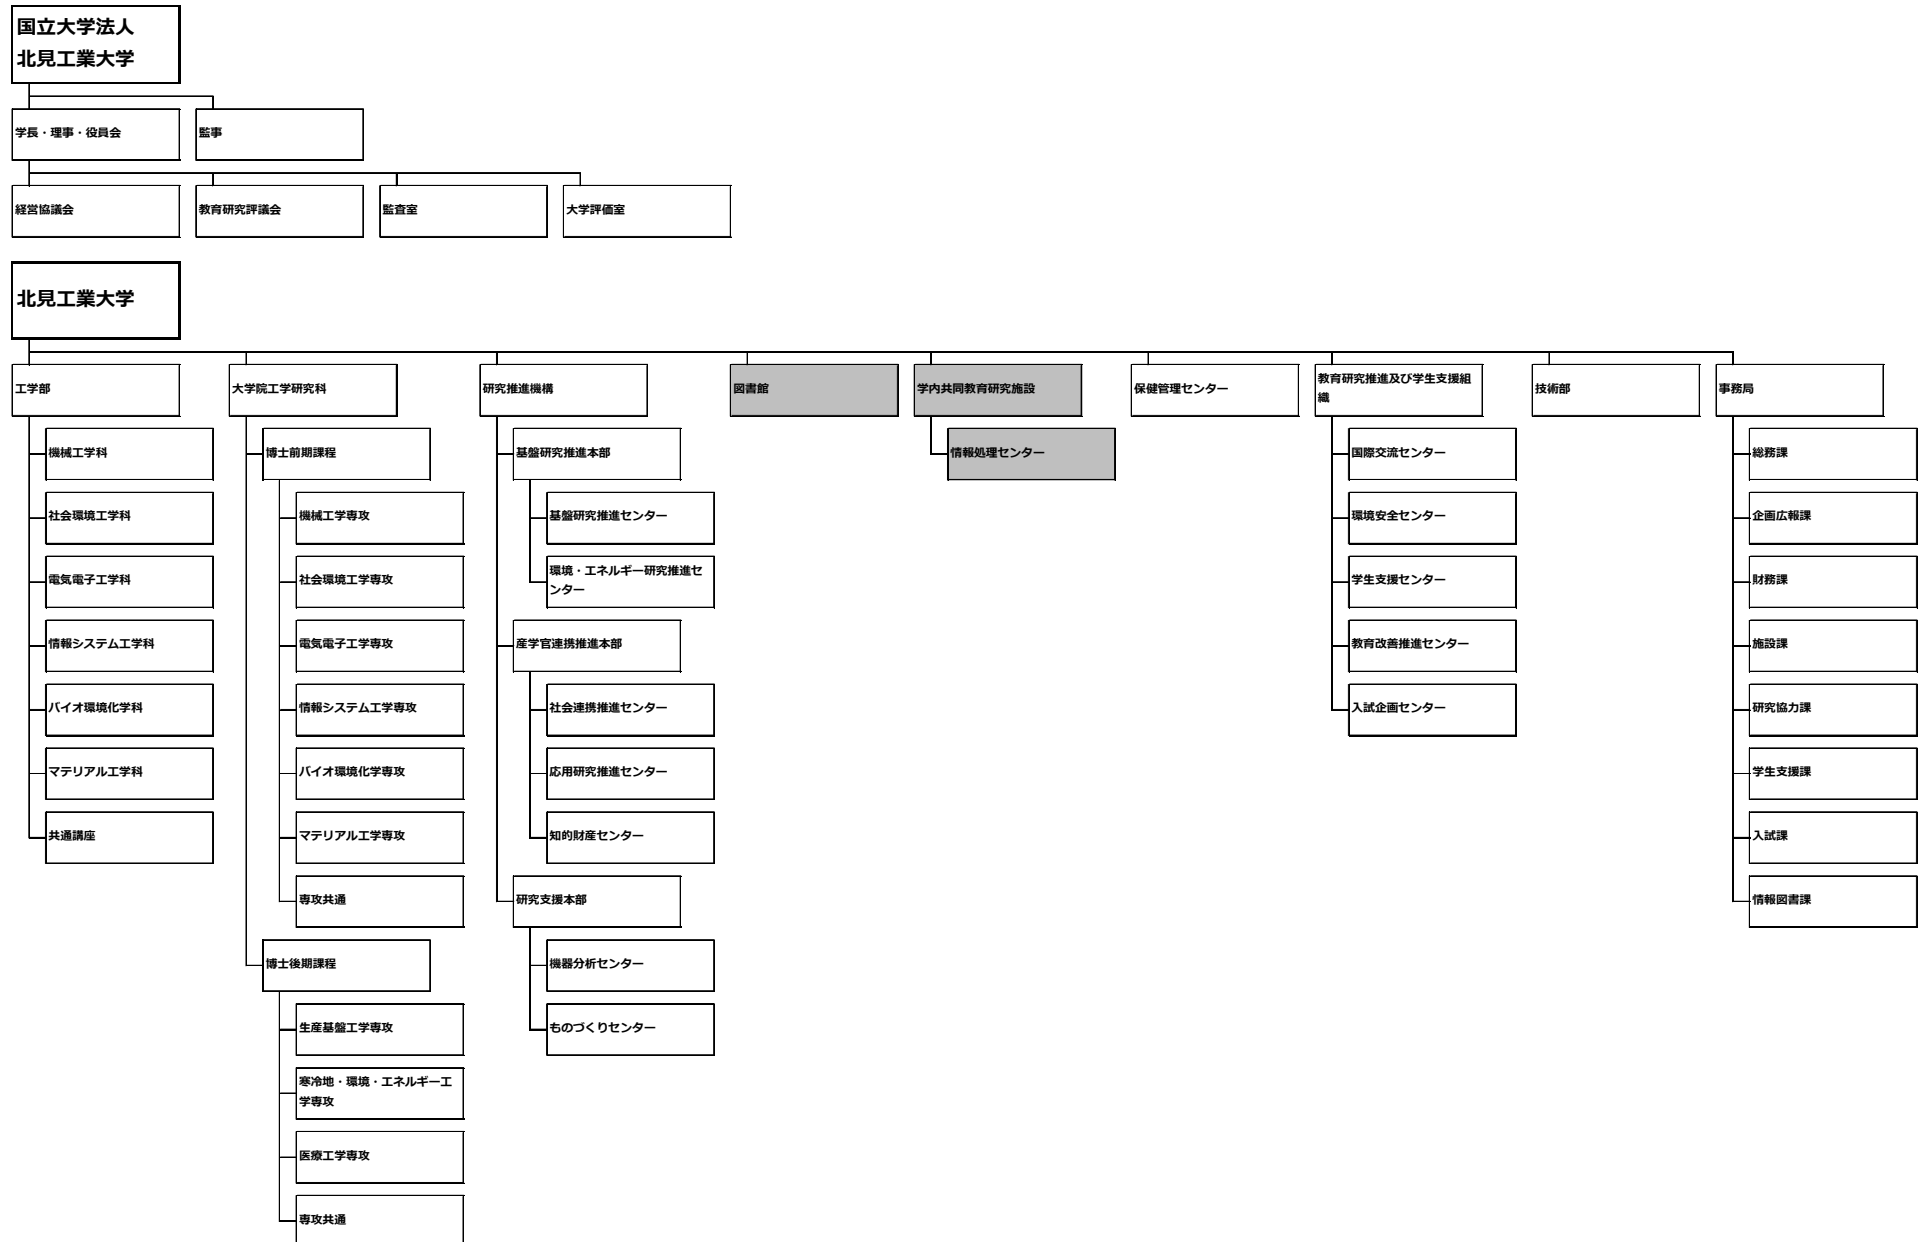 国立大学法人
北見工業大学
学長・理事・役員会
監事
経営協議会
教育研究評議会
監査室
大学評価室
北見工業大学
工学部
大学院工学研究科
研究推進機構
図書館
学内共同教育研究施設
保健管理センター
教育研究推進及び学生支援組
織
技術部
事務局
機械工学科
社会環境工学科
電気電子工学科
情報システム工学科
バイオ環境化学科
マテリアル工学科
共通講座
博士前期課程
機械工学専攻
社会環境工学専攻
電気電子工学専攻
情報システム工学専攻
バイオ環境化学専攻
マテリアル工学専攻
専攻共通
博士後期課程
生産基盤工学専攻
寒冷地・環境・エネルギー工
学専攻
医療工学専攻
専攻共通
基盤研究推進本部
基盤研究推進センター
環境・エネルギー研究推進セ
ンター
産学官連携推進本部
社会連携推進センター
応用研究推進センター
知的財産センター
研究支援本部
機器分析センター
ものづくりセンター
情報処理センター
国際交流センター
環境安全センター
学生支援センター
教育改善推進センター
入試企画センター
総務課
企画広報課
財務課
施設課
研究協力課
学生支援課
入試課
情報図書課